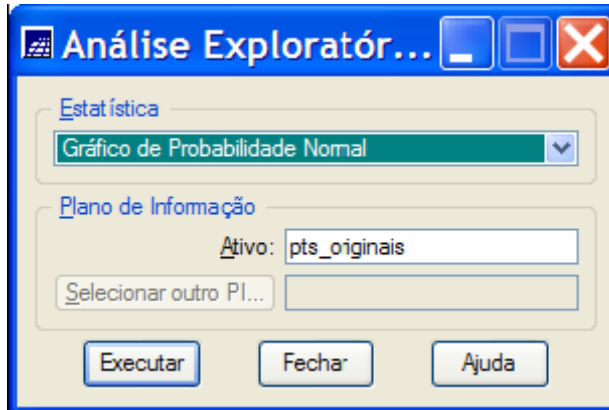 Análise Exploratór...
Estatística
Gráfico de Probabilidade Normal
Plano de Informação
Ativo: pts_originais
Selecionar outro PI...
Executar Fechar Ajuda